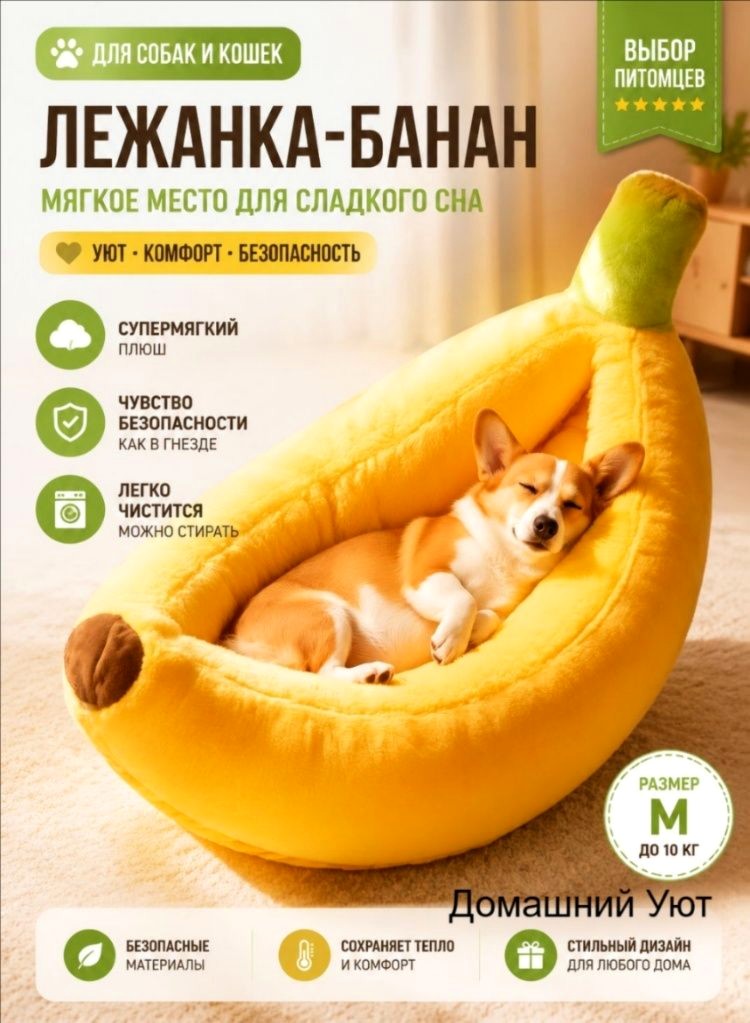 ДЛЯ СОБАК И КОШЕК
ВЫБОР
ПИТОМЦЕВ
ЛЕЖАНКА-БАНАН
МЯГКОЕ МЕСТО ДЛЯ СЛАДКОГО СНА
УЮТ · КОМФОРТ · БЕЗОПАСНОСТЬ
СУПЕРМЯГКИЙ
ПЛЮШ
ЧУВСТВО
БЕЗОПАСНОСТИ
КАК В ГНЕЗДЕ
ЛЕГКО
ЧИСТИТСЯ
МОЖНО СТИРАТЬ
РАЗМЕР
M
ДО 10 КГ
Домашний Уют
БЕЗОПАСНЫЕ
МАТЕРИАЛЫ
СОХРАНЯЕТ ТЕПЛО
И КОМФОРТ
СТИЛЬНЫЙ ДИЗАЙН
ДЛЯ ЛЮБОГО ДОМА